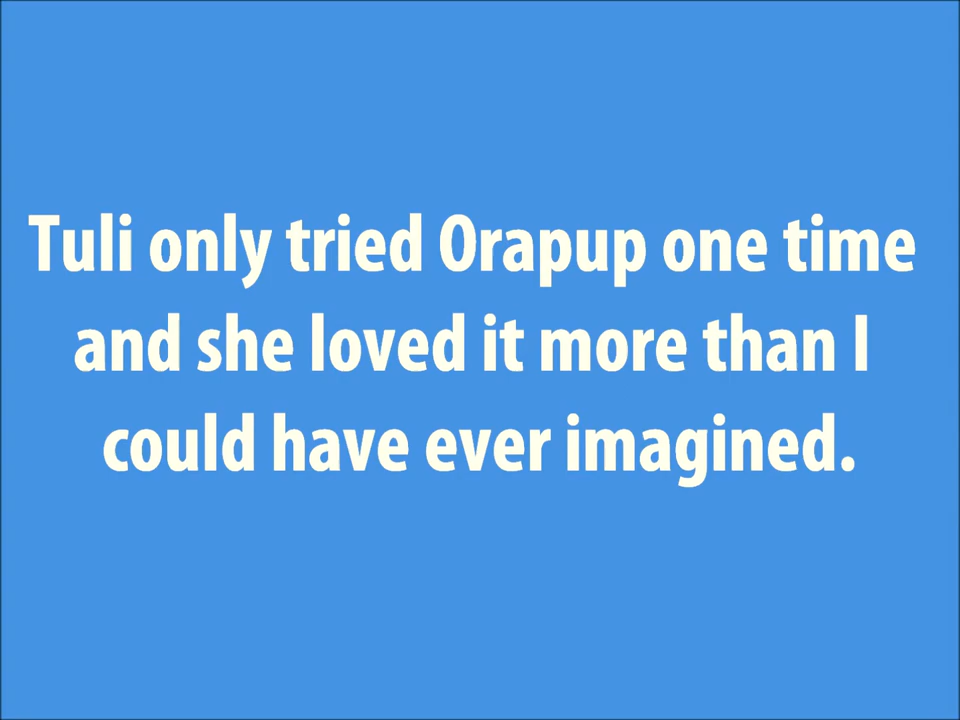 Tuli only tried Orapup one time
and she loved it more than I
could have ever imagined.